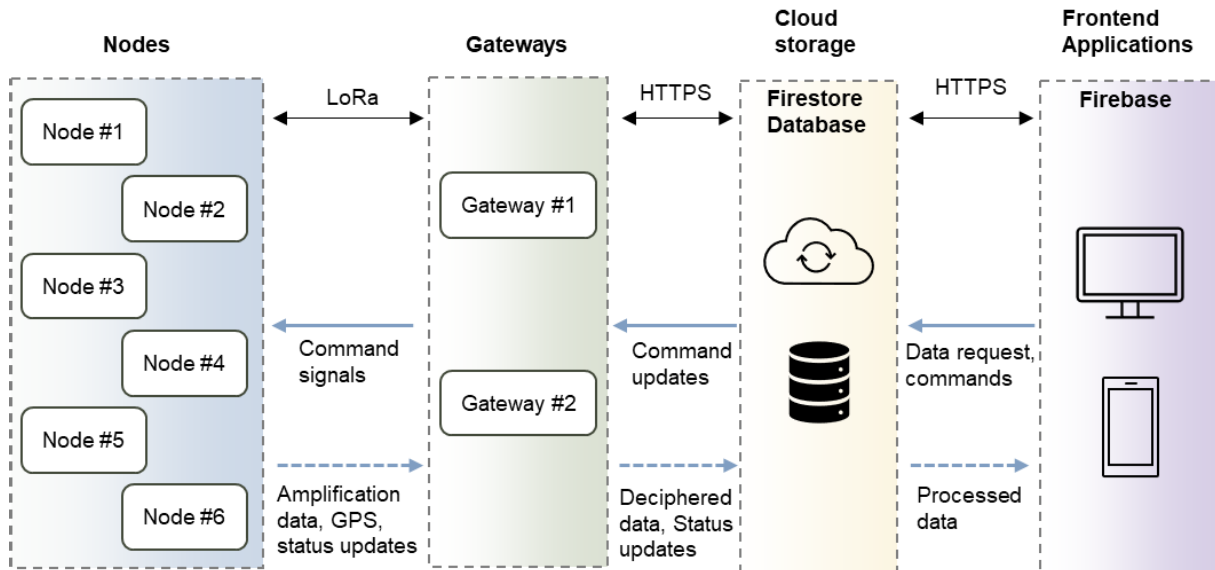 Nodes
Gateways
Cloud
storage
Frontend
Applications
LoRa
HTTPS
Firestore
Database
HTTPS
Firebase
Node #1
Node #2
Node #3
Node #4
Node #5
Node #6
Gateway #1
Gateway #2
Command
signals
Command
updates
Data request,
commands
Amplification
data, GPS,
status updates
Deciphered
data, Status
updates
Processed
data